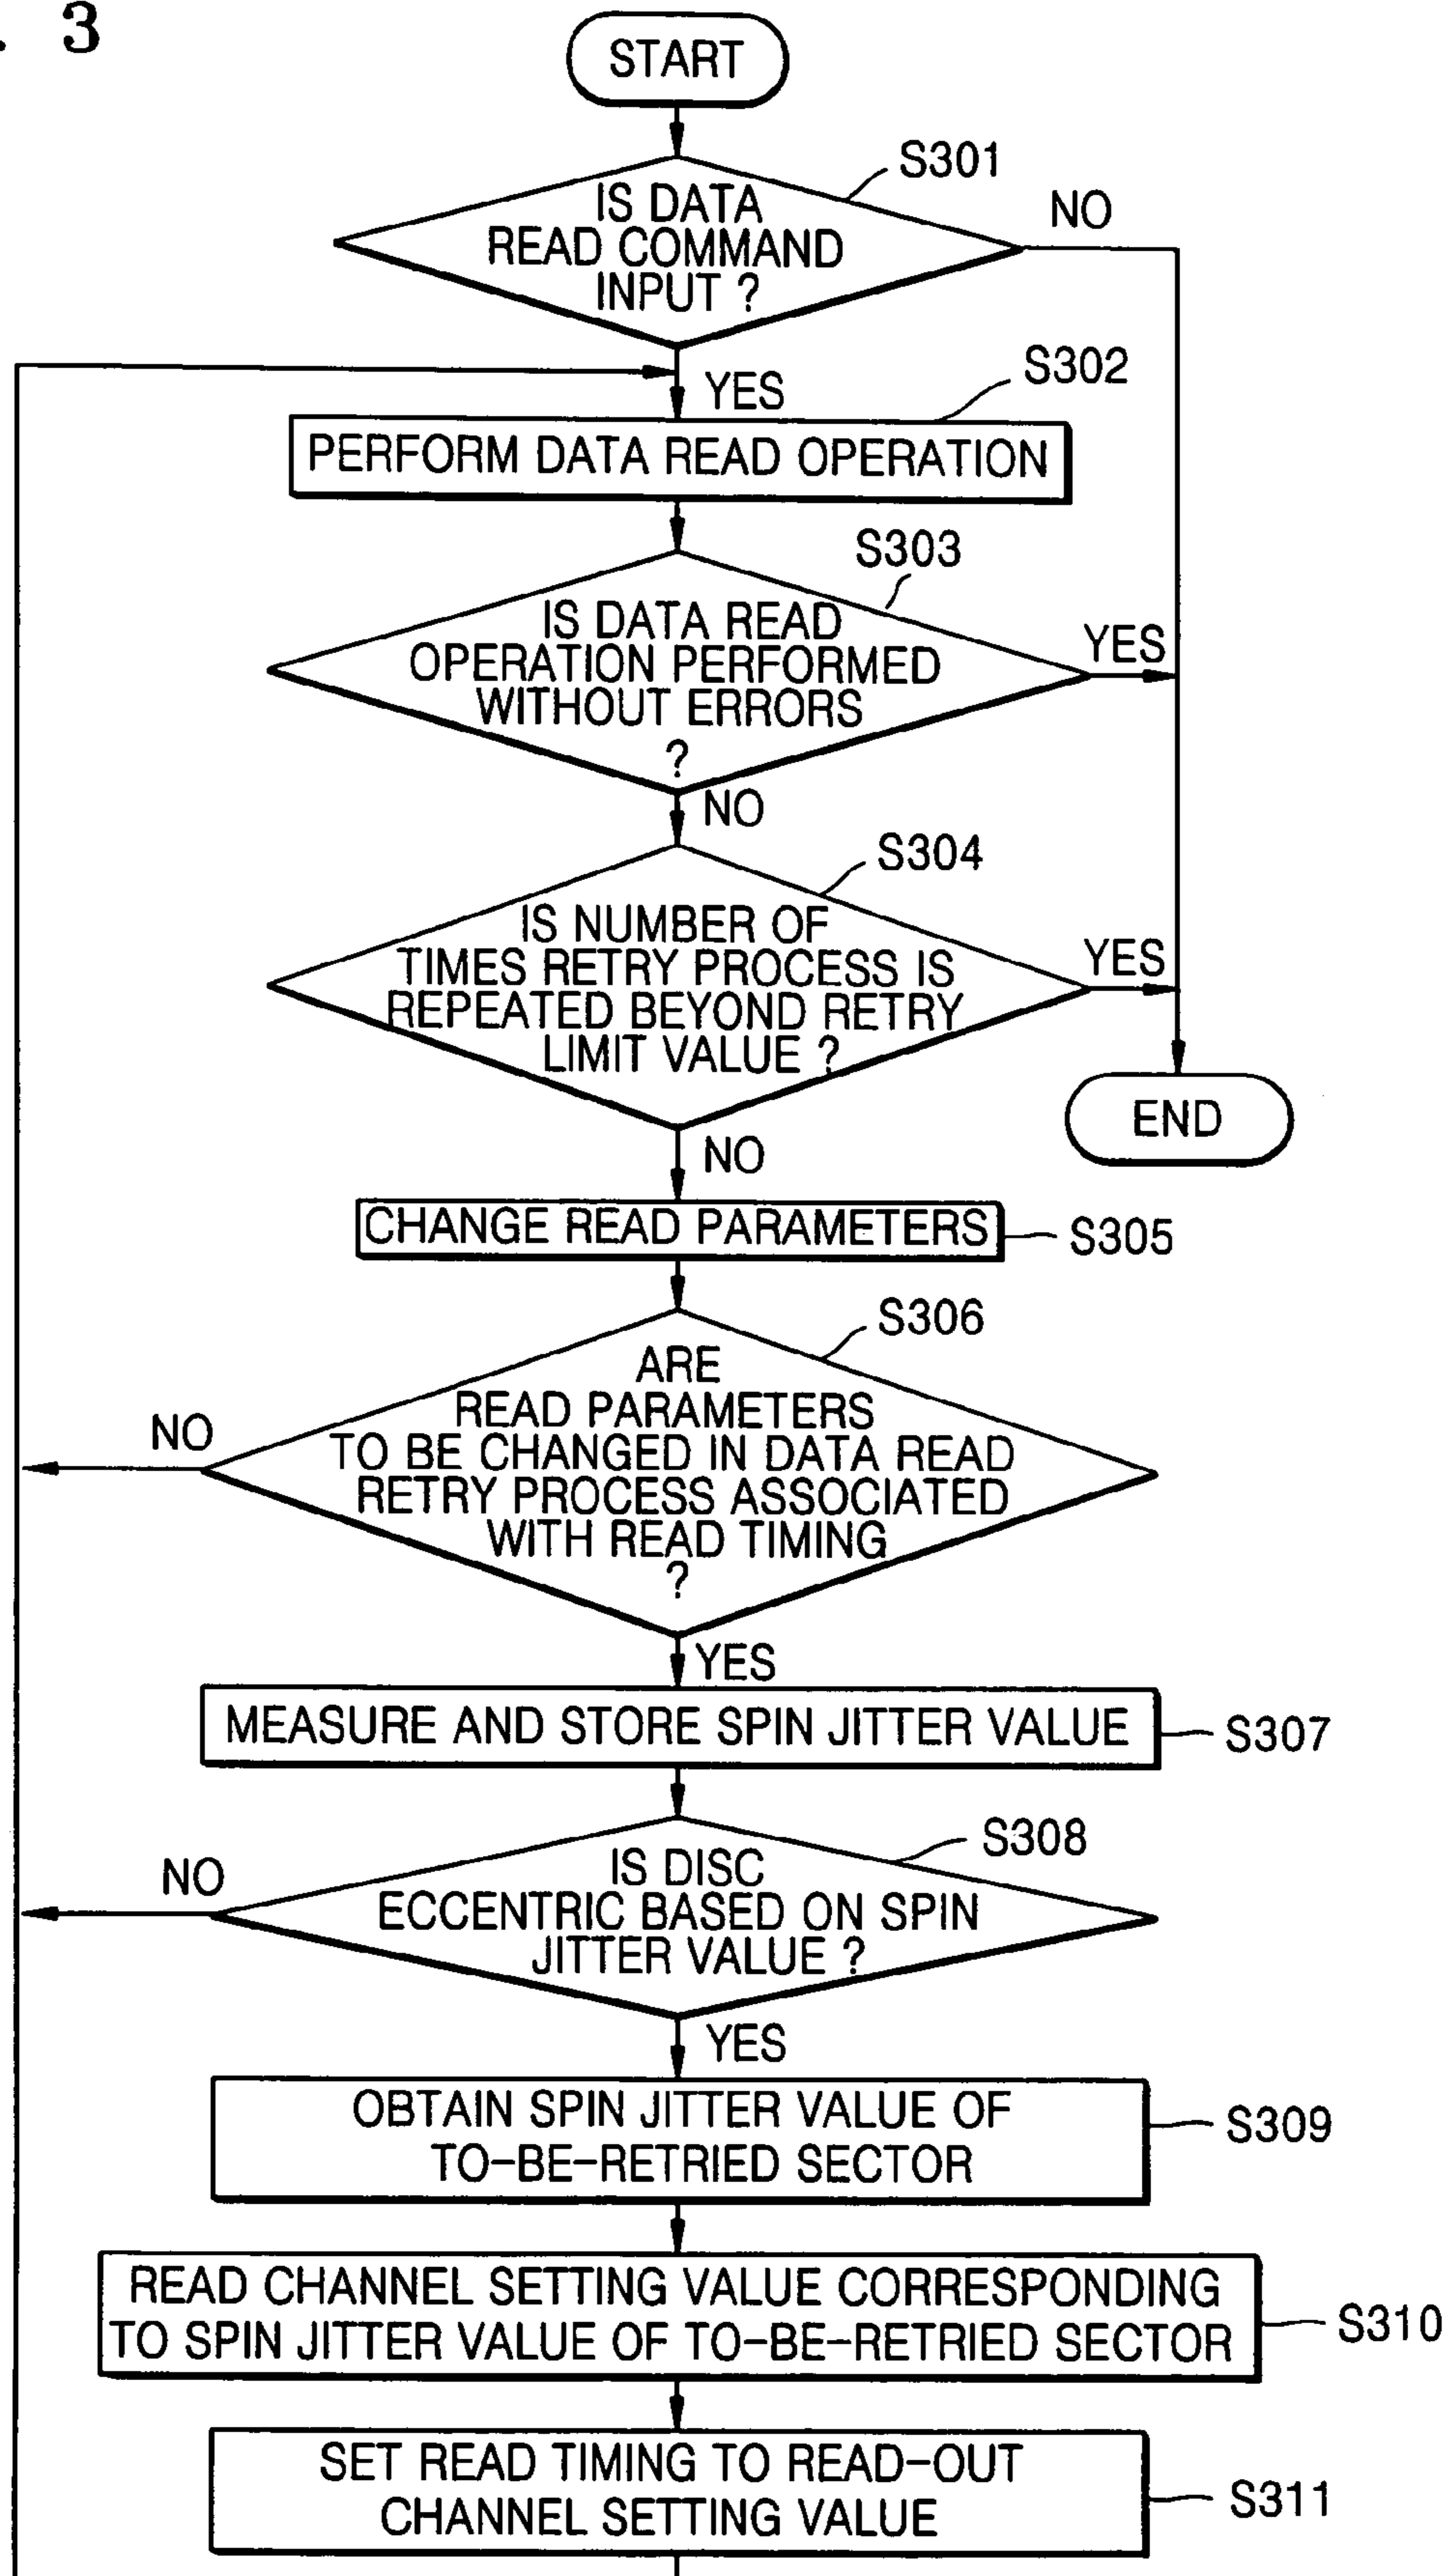 . 3
START
S301
IS DATA
READ COMMAND
INPUT ?
NO
YES
S302
PERFORM DATA READ OPERATION
S303
IS DATA READ
OPERATION PERFORMED
WITHOUT ERRORS
?
YES
NO
S304
IS NUMBER OF
TIMES RETRY PROCESS IS
REPEATED BEYOND RETRY
LIMIT VALUE ?
YES
END
NO
CHANGE READ PARAMETERS
S305
S306
ARE
READ PARAMETERS
TO BE CHANGED IN DATA READ
RETRY PROCESS ASSOCIATED
WITH READ TIMING
?
NO
YES
MEASURE AND STORE SPIN JITTER VALUE
S307
S308
IS DISC
ECCENTRIC BASED ON SPIN
JITTER VALUE ?
NO
YES
OBTAIN SPIN JITTER VALUE OF
TO-BE-RETRIED SECTOR
S309
READ CHANNEL SETTING VALUE CORRESPONDING
TO SPIN JITTER VALUE OF TO-BE-RETRIED SECTOR
S310
SET READ TIMING TO READ-OUT
CHANNEL SETTING VALUE
S311